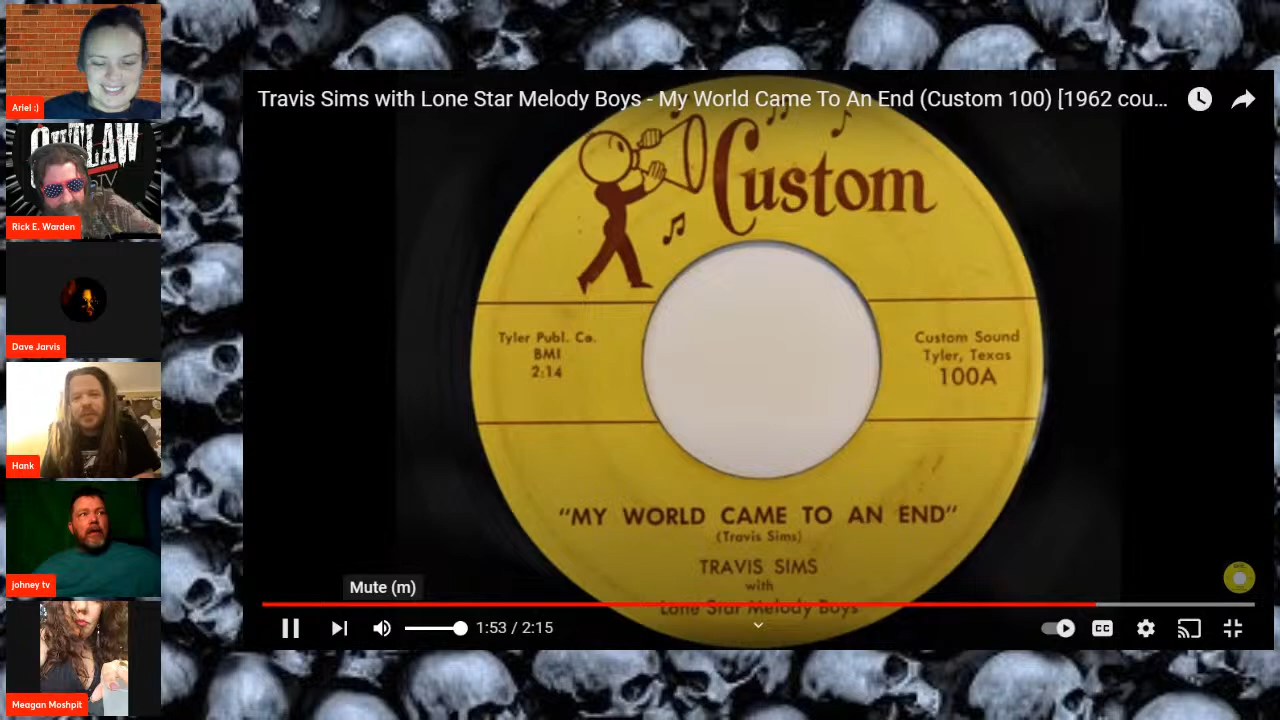 Ariel :)
OUTLAW
TV
Rick E. Warden
Dave Jarvis
Hank
johney tv
Meagan Moshpit
Travis Sims with Lone Star Melody Boys - My World Came To An End (Custom 100) [1962 cou...
Custom
Tyler Publ. Co.
BMI
2:14
Custom Sound
Tyler, Texas
100A
"MY WORLD CAME TO AN END"
(Travis Sims)
TRAVIS SIMS
with
Lone Star Melody Boys
Mute (m)
1:53 / 2:15
CC